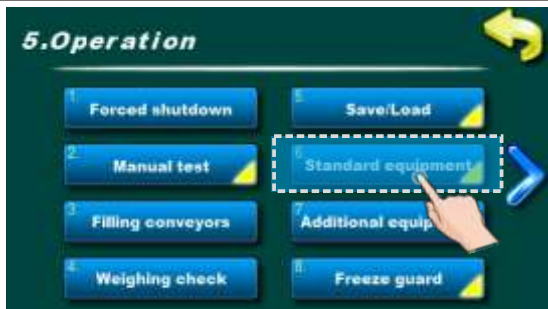 5.Operation
1. Forced shutdown
2. Manual test
3. Filling conveyors
4. Weighing check
5. Save/Load
6. Standard equipment
7. Additional equip
8. Freeze guard